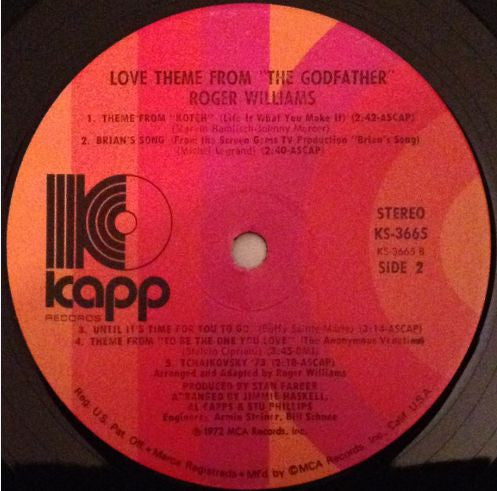 LOVE THEME FROM "THE GODFATHER"
ROGER WILLIAMS
1. THEME FROM "KOTCH" (Life Is What You Make It) (2:42-ASCAP)
(Marvin Hamlisch-Johnny Mercer)
2. BRIAN'S SONG (From the Screen Gems TV Production "Brian's Song)
(Michel Legrand) (2:40-ASCAP)
kapp
RECORDS
STEREO
KS-3665
KS-3665 B
SIDE 2
3. UNTIL IT'S TIME FOR YOU TO GO (Buffy Sainte-Marie) (3:14-ASCAP)
4. THEME FROM "TO BE THE ONE YOU LOVE" (The Anonymous Venetian)
(Stelvio Cipriani) (3:45-BMI)
5. TCHAIKOVSKY '73 (2:18-ASCAP)
Arranged and Adapted by Roger Williams
PRODUCED BY STAN FARBER
ARRANGED BY JIMMIE HASKELL,
AL CAPPS & STU PHILLIPS
Engineers: Armin Steiner, Bill Schnee
℗1972 MCA Records, Inc.
Reg. U.S. Pat. Off. • Marca Registrada • Mf'd by ©MCA Records, Inc., Calif. U.S.A.